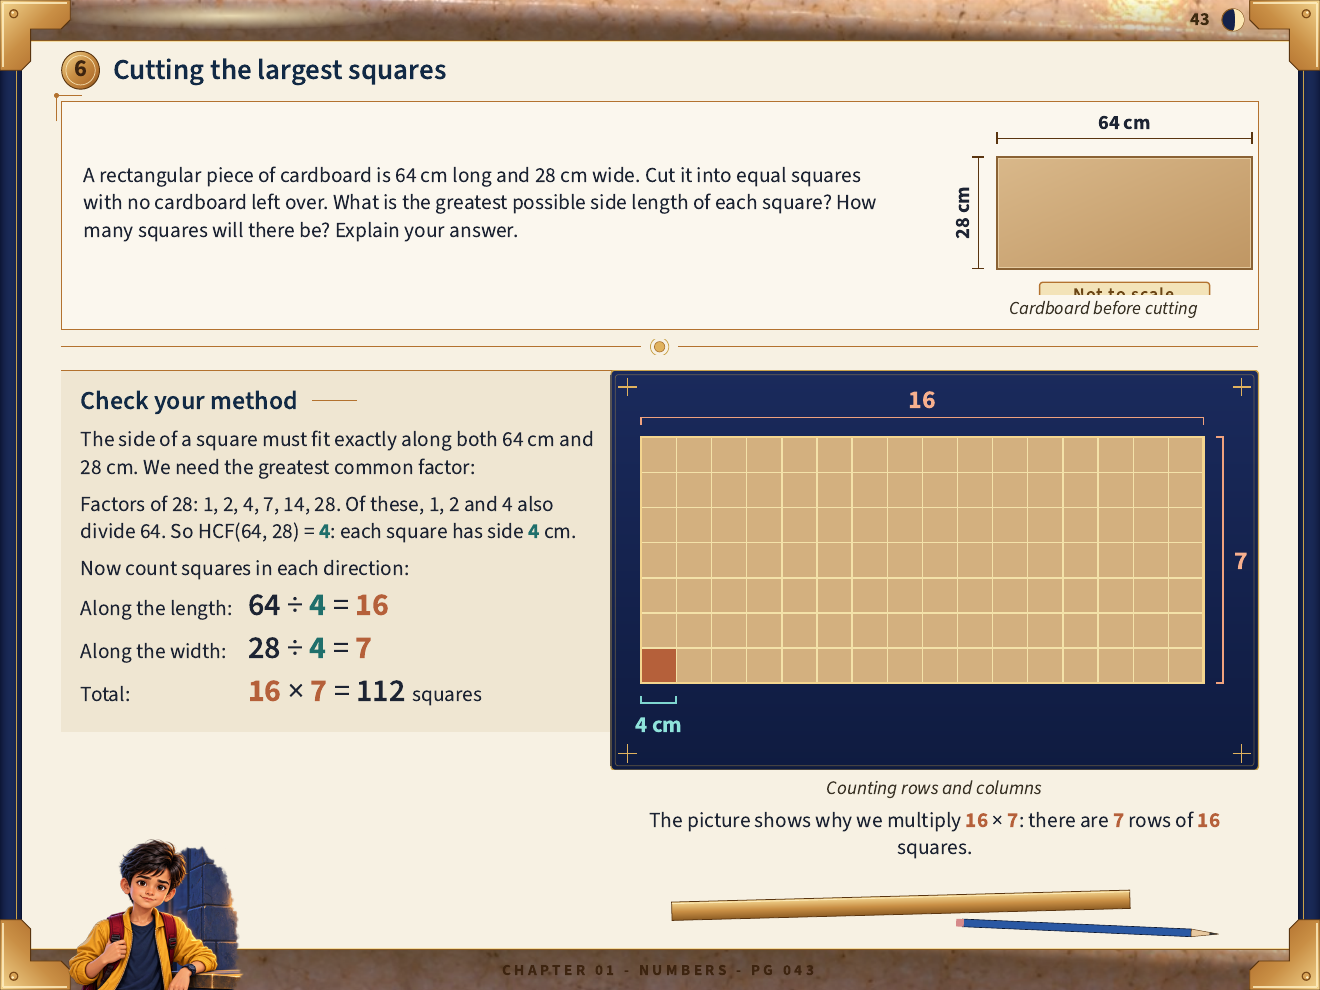 43
6 Cutting the largest squares
A rectangular piece of cardboard is 64 cm long and 28 cm wide. Cut it into equal squares
with no cardboard left over. What is the greatest possible side length of each square? How
many squares will there be? Explain your answer.
64 cm
28 cm
Not to scale
Cardboard before cutting
Check your method
The side of a square must fit exactly along both 64 cm and
28 cm. We need the greatest common factor:
Factors of 28: 1, 2, 4, 7, 14, 28. Of these, 1, 2 and 4 also
divide 64. So HCF(64, 28) = 4: each square has side 4 cm.
Now count squares in each direction:
Along the length: 64 ÷ 4 = 16
Along the width: 28 ÷ 4 = 7
Total: 16 × 7 = 112 squares
16
7
4 cm
Counting rows and columns
The picture shows why we multiply 16 × 7: there are 7 rows of 16
squares.
CHAPTER 01 - NUMBERS - PG 043